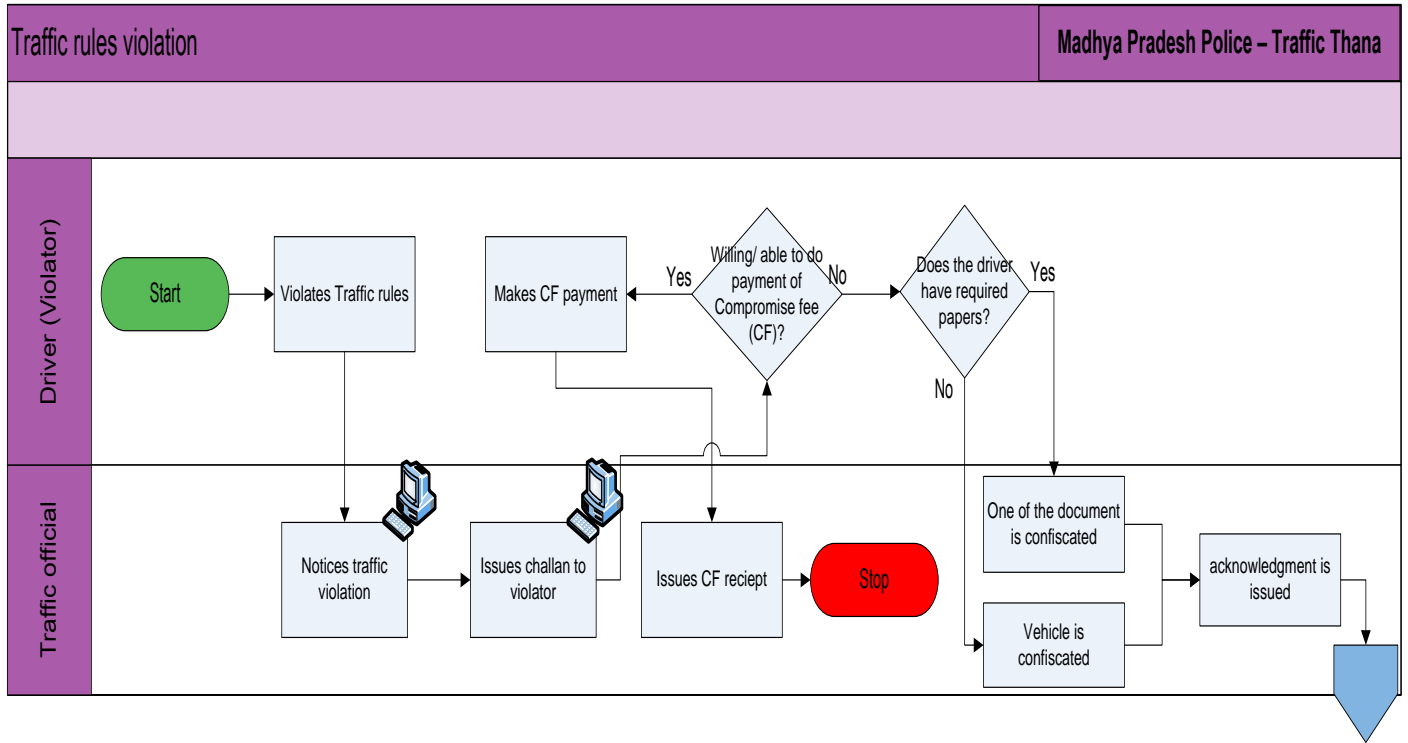 Traffic rules violation
Madhya Pradesh Police – Traffic Thana
Driver (Violator)
Start
Violates Traffic rules
Makes CF payment
Yes
Willing/ able to do
payment of
Compromise fee
(CF)?
No
Does the driver
have required
papers?
Yes
No
Traffic official
Notices traffic
violation
Issues challan to
violator
Issues CF reciept
Stop
One of the document
is confiscated
Vehicle is
confiscated
acknowledgment is
issued